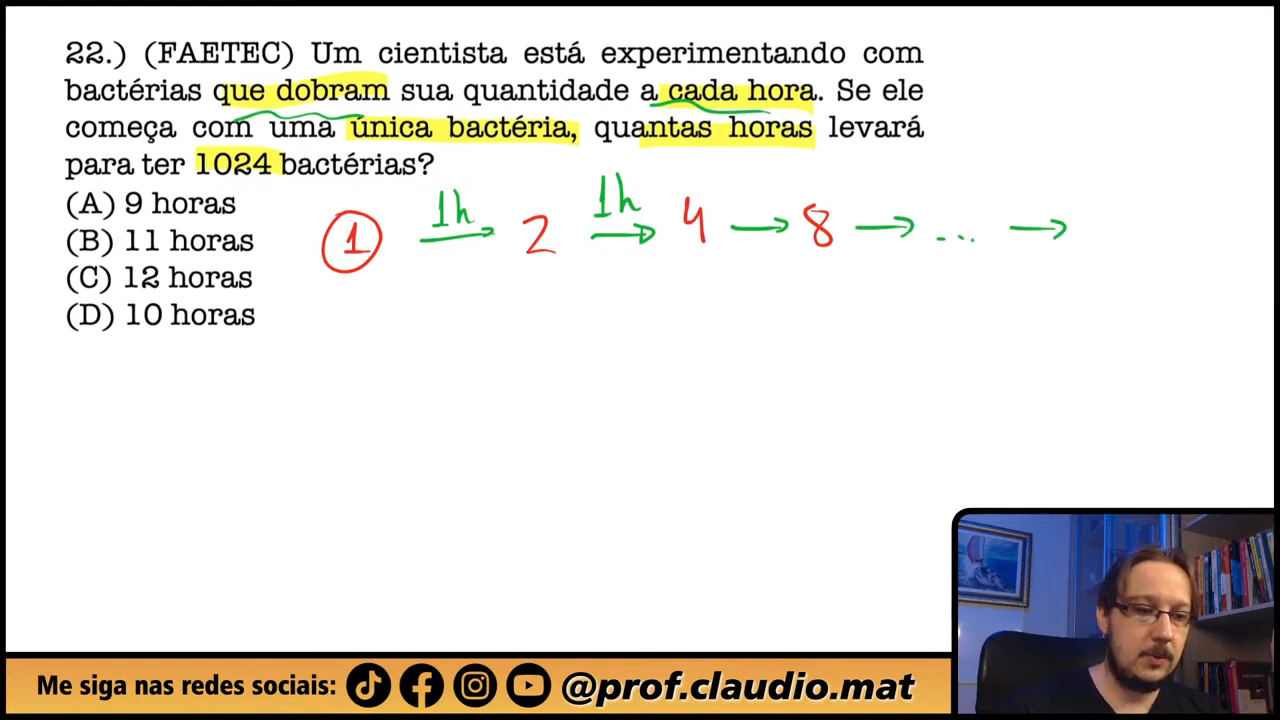 22.) (FAETEC) Um cientista está experimentando com
bactérias que dobram sua quantidade a cada hora. Se ele
começa com uma única bactéria, quantas horas levará
para ter 1024 bactérias?
(A) 9 horas
(B) 11 horas
(C) 12 horas
(D) 10 horas
1h 1h
1 → 2 → 4 → 8 → ... →
Me siga nas redes sociais: @prof.claudio.mat